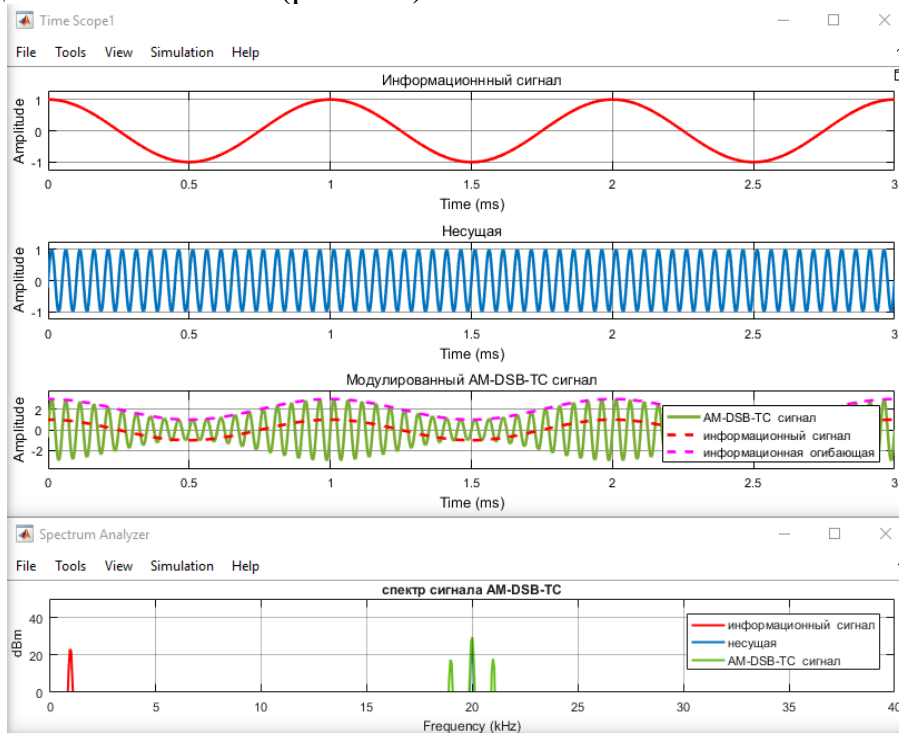 Time Scope1
File Tools View Simulation Help
Информационнный сигнал
Amplitude
1
0
-1
0 0.5 1 1.5 2 2.5 3
Time (ms)
Несущая
Amplitude
1
0
-1
0 0.5 1 1.5 2 2.5 3
Time (ms)
Модулированный AM-DSB-TC сигнал
Amplitude
2
0
-2
AM-DSB-TC сигнал
информационный сигнал
информационная огибающая
0 0.5 1 1.5 2 2.5 3
Time (ms)
Spectrum Analyzer
File Tools View Simulation Help
спектр сигнала AM-DSB-TC
dBm
40
20
0
информационный сигнал
несущая
AM-DSB-TC сигнал
0 5 10 15 20 25 30 35 40
Frequency (kHz)